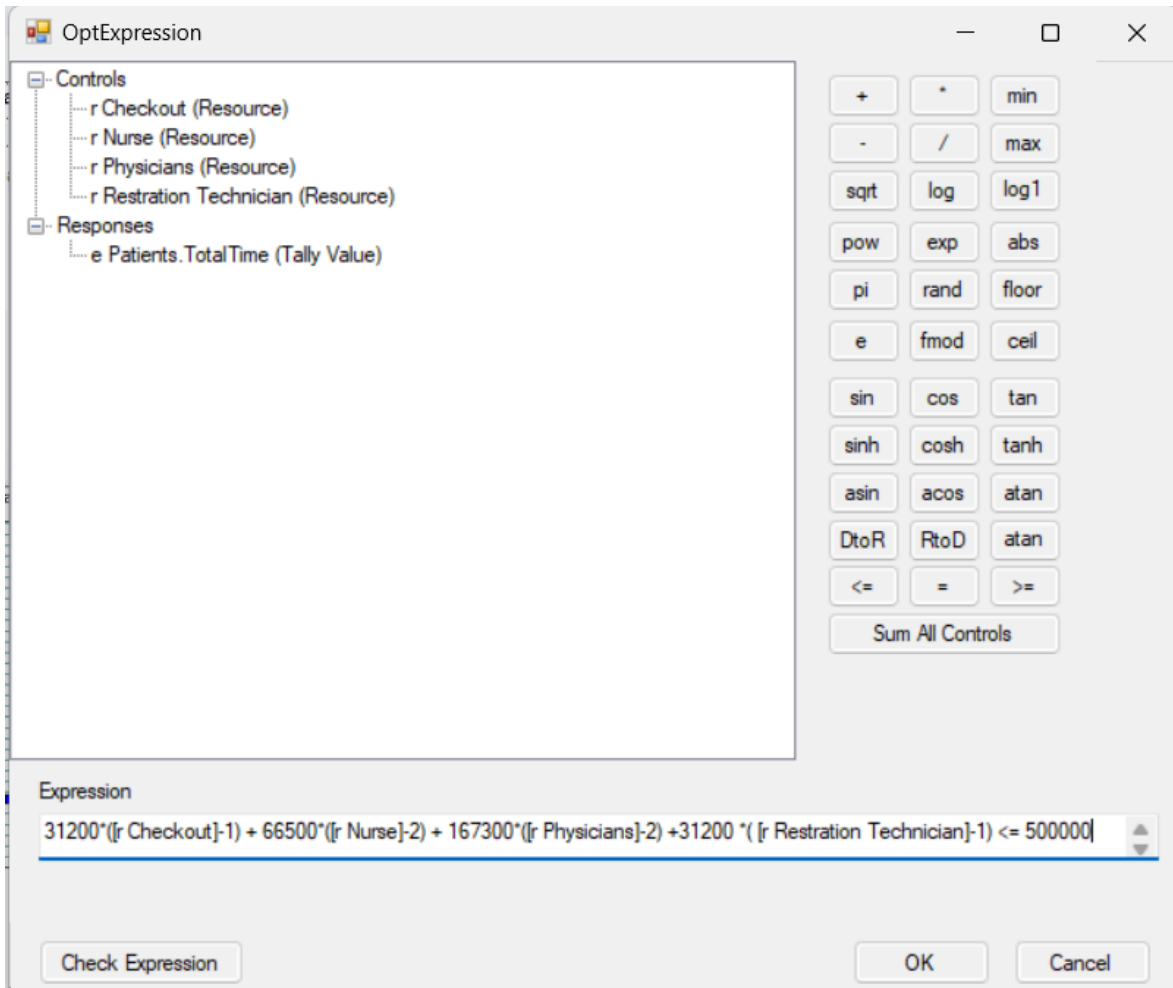 OptExpression
Controls
r Checkout (Resource)
r Nurse (Resource)
r Physicians (Resource)
r Restration Technician (Resource)
Responses
e Patients.TotalTime (Tally Value)
+ * min
- / max
sqrt log log1
pow exp abs
pi rand floor
e fmod ceil
sin cos tan
sinh cosh tanh
asin acos atan
DtoR RtoD atan
<= = >=
Sum All Controls
Expression
31200*([r Checkout]-1) + 66500*([r Nurse]-2) + 167300*([r Physicians]-2) +31200 *( [r Restration Technician]-1) <= 500000
Check Expression OK Cancel